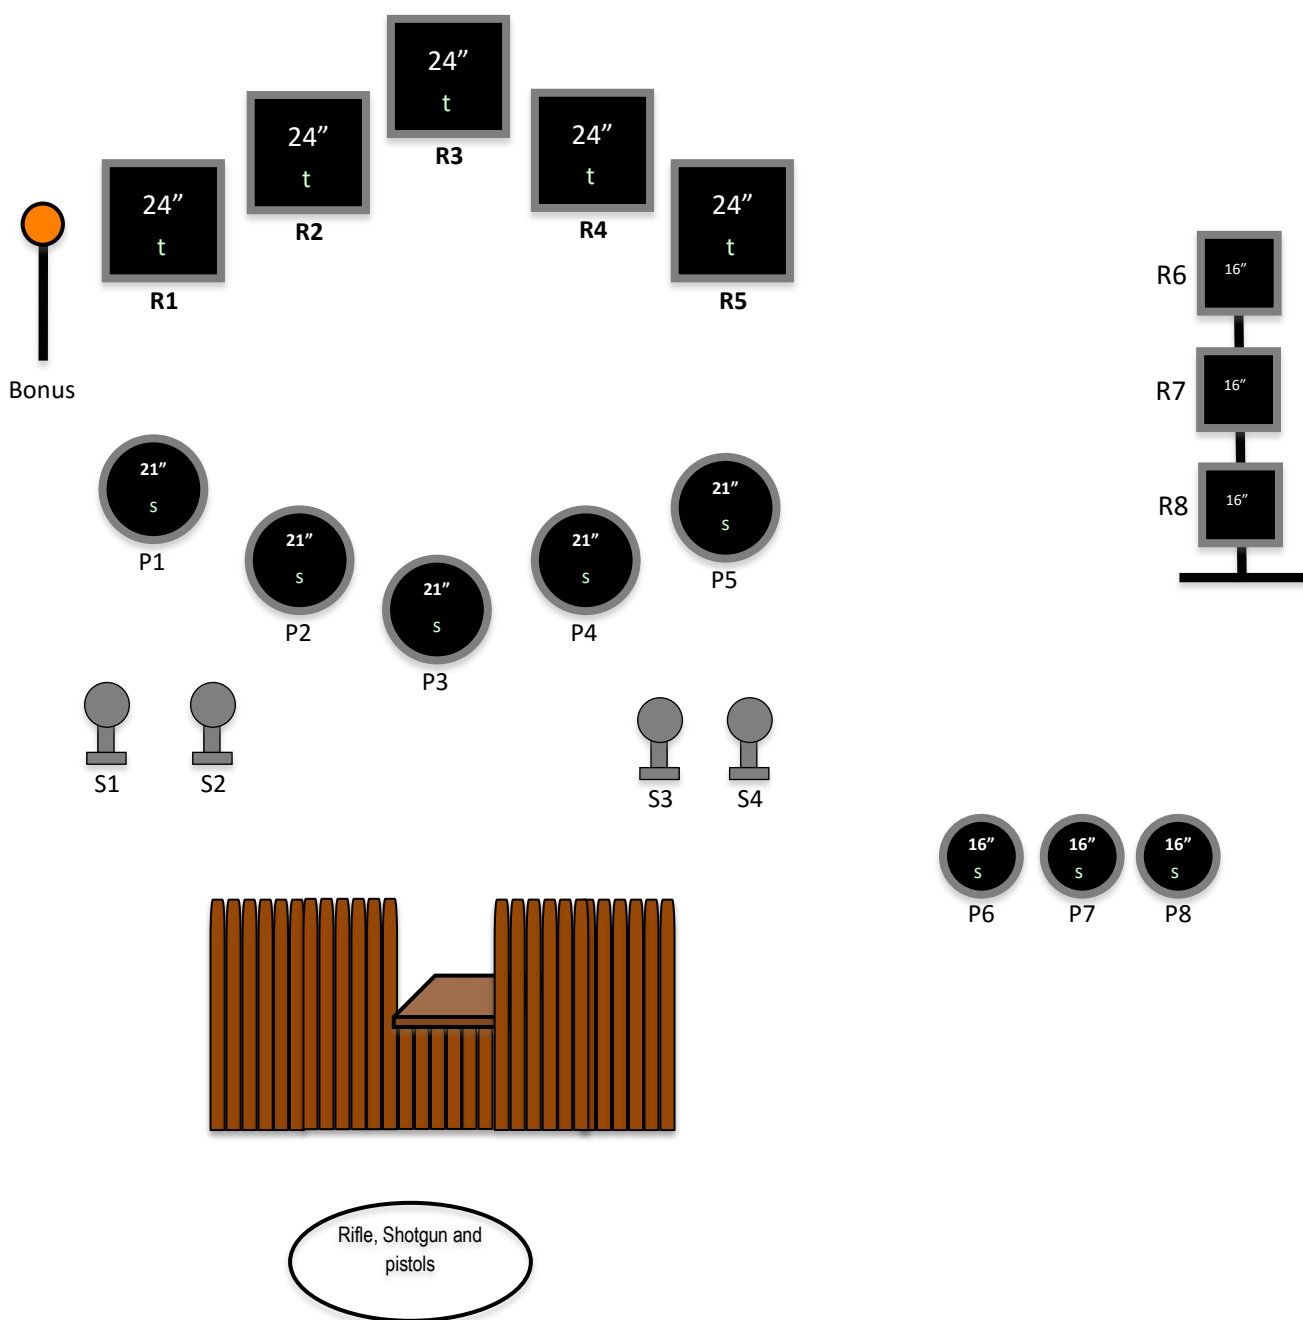 24”
t
R3
24”
t
R2
24”
t
R4
24”
t
R1
24”
t
R5
Bonus
R6
16”
R7
16”
R8
16”
21”
s
P1
21”
s
P2
21”
s
P3
21”
s
P4
21”
s
P5
S1
S2
S3
S4
16”
s
P6
16”
s
P7
16”
s
P8
Rifle, Shotgun and
pistols